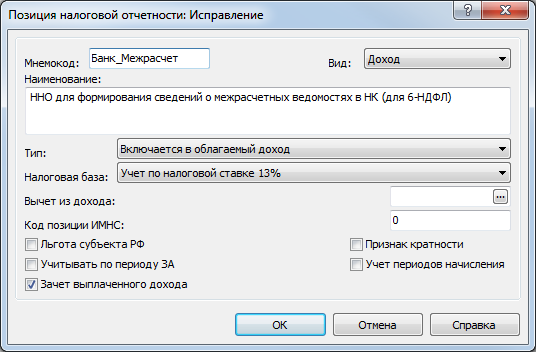 Позиция налоговой отчетности: Исправление
Мнемокод: Банк_Межрасчет Вид: Доход
Наименование:
ННО для формирования сведений о межрасчетных ведомостях в НК (для 6-НДФЛ)
Тип: Включается в облагаемый доход
Налоговая база: Учет по налоговой ставке 13%
Вычет из дохода: ...
Код позиции ИМНС: 0
Льгота субъекта РФ Признак кратности
Учитывать по периоду ЗА Учет периодов начисления
Зачет выплаченного дохода
ОК Отмена Справка